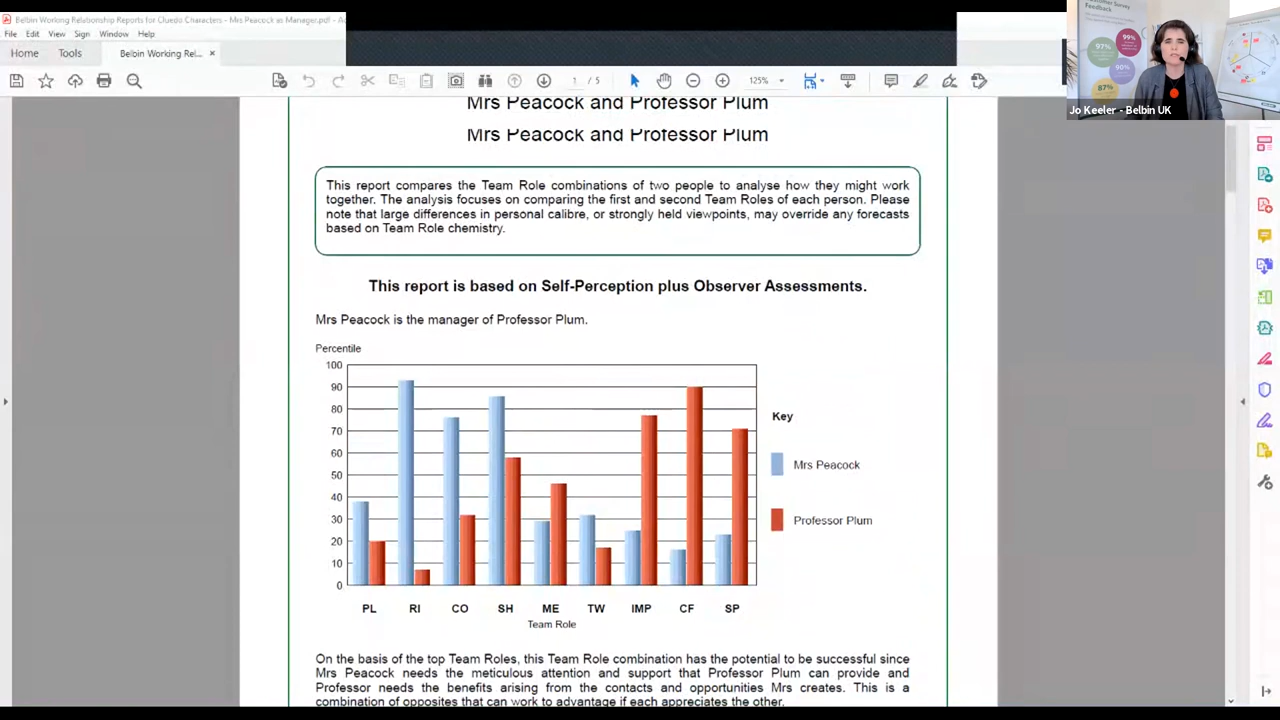 Belbin Working Relationship Reports for Cluedo Characters - Mrs Peacock as Manager.pdf - Ad
File Edit View Sign Window Help
Home Tools Belbin Working Rel... ×
1 / 5 125%
Customer Survey
Feedback
99%
97%
90%
87%
Jo Keeler - Belbin UK
Mrs Peacock and Professor Plum
Mrs Peacock and Professor Plum
This report compares the Team Role combinations of two people to analyse how they might work
together. The analysis focuses on comparing the first and second Team Roles of each person. Please
note that large differences in personal calibre, or strongly held viewpoints, may override any forecasts
based on Team Role chemistry.
This report is based on Self-Perception plus Observer Assessments.
Mrs Peacock is the manager of Professor Plum.
Percentile
100
90
80
70
60
50
40
30
20
10
0
PL RI CO SH ME TW IMP CF SP
Team Role
Key
Mrs Peacock
Professor Plum
On the basis of the top Team Roles, this Team Role combination has the potential to be successful since
Mrs Peacock needs the meticulous attention and support that Professor Plum can provide and
Professor needs the benefits arising from the contacts and opportunities Mrs creates. This is a
combination of opposites that can work to advantage if each appreciates the other.